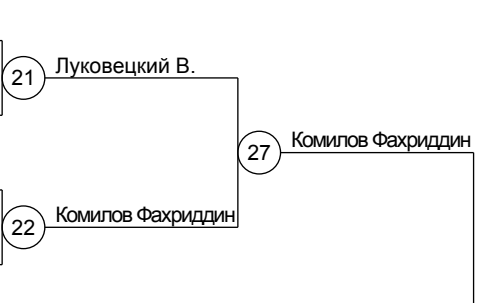 21 Луковецкий В.
27 Комилов Фахриддин
22 Комилов Фахриддин